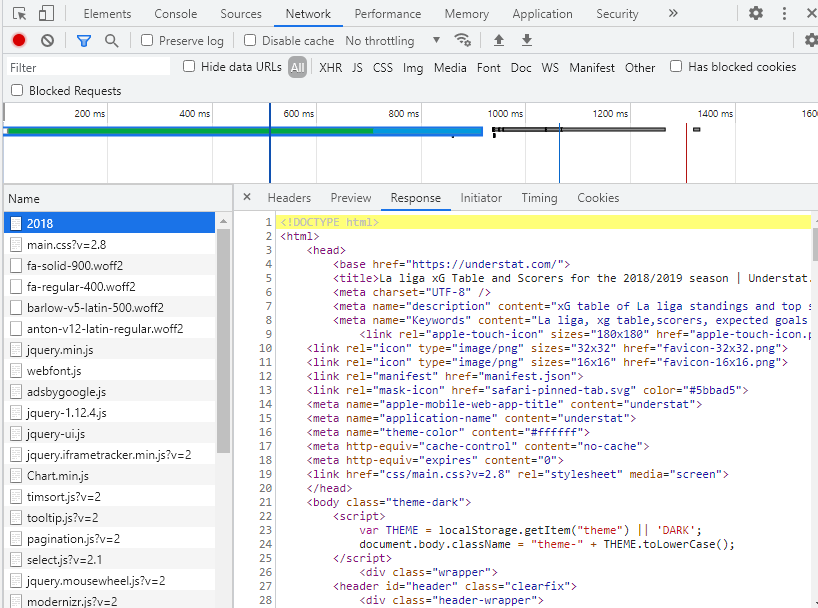 Elements Console Sources Network Performance Memory Application Security »
Preserve log Disable cache No throttling
Filter Hide data URLs All XHR JS CSS Img Media Font Doc WS Manifest Other Has blocked cookies
Blocked Requests
200 ms 400 ms 600 ms 800 ms 1000 ms 1200 ms 1400 ms 1600
Name
2018
main.css?v=2.8
fa-solid-900.woff2
fa-regular-400.woff2
barlow-v5-latin-500.woff2
anton-v12-latin-regular.woff2
jquery.min.js
webfont.js
adsbygoogle.js
jquery-1.12.4.js
jquery-ui.js
jquery.iframetracker.min.js?v=2
Chart.min.js
timsort.js?v=2
tooltip.js?v=2
pagination.js?v=2
select.js?v=2.1
jquery.mousewheel.js?v=2
modernizr.js?v=2
× Headers Preview Response Initiator Timing Cookies
1 <!DOCTYPE html>
2 <html>
3 <head>
4 <base href="https://understat.com/">
5 <title>La liga xG Table and Scorers for the 2018/2019 season | Understat.
6 <meta charset="UTF-8" />
7 <meta name="description" content="xG table of La liga standings and top s
8 <meta name="Keywords" content="La liga, xg table,scorers, expected goals
9 <link rel="apple-touch-icon" sizes="180x180" href="apple-touch-icon.p
10 <link rel="icon" type="image/png" sizes="32x32" href="favicon-32x32.png">
11 <link rel="icon" type="image/png" sizes="16x16" href="favicon-16x16.png">
12 <link rel="manifest" href="manifest.json">
13 <link rel="mask-icon" href="safari-pinned-tab.svg" color="#5bbad5">
14 <meta name="apple-mobile-web-app-title" content="understat">
15 <meta name="application-name" content="understat">
16 <meta name="theme-color" content="#ffffff">
17 <meta http-equiv="cache-control" content="no-cache">
18 <meta http-equiv="expires" content="0">
19 <link href="css/main.css?v=2.8" rel="stylesheet" media="screen">
20 </head>
21 <body class="theme-dark">
22 <script>
23 var THEME = localStorage.getItem("theme") || 'DARK';
24 document.body.className = "theme-" + THEME.toLowerCase();
25 </script>
26 <div class="wrapper">
27 <header id="header" class="clearfix">
28 <div class="header-wrapper">